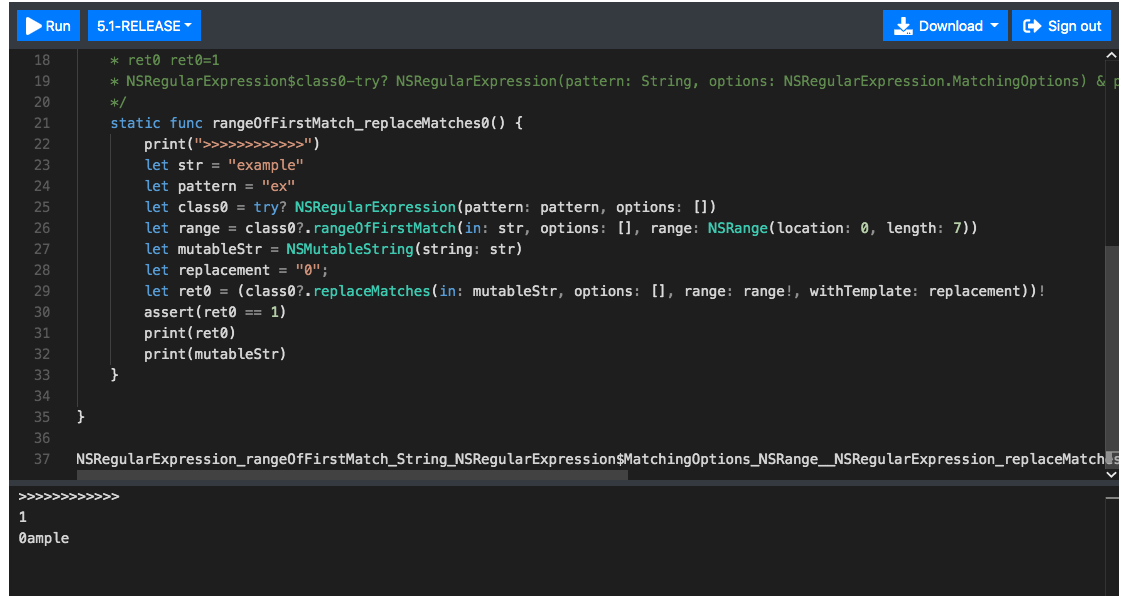 Run 5.1-RELEASE Download Sign out
18 * ret0 ret0=1
19 * NSRegularExpression$class0-try? NSRegularExpression(pattern: String, options: NSRegularExpression.MatchingOptions) & p
20 */
21 static func rangeOfFirstMatch_replaceMatches0() {
22 print(">>>>>>>>>>>>")
23 let str = "example"
24 let pattern = "ex"
25 let class0 = try? NSRegularExpression(pattern: pattern, options: [])
26 let range = class0?.rangeOfFirstMatch(in: str, options: [], range: NSRange(location: 0, length: 7))
27 let mutableStr = NSMutableString(string: str)
28 let replacement = "0";
29 let ret0 = (class0?.replaceMatches(in: mutableStr, options: [], range: range!, withTemplate: replacement))!
30 assert(ret0 == 1)
31 print(ret0)
32 print(mutableStr)
33 }
34
35 }
36
37 NSRegularExpression_rangeOfFirstMatch_String_NSRegularExpression$MatchingOptions_NSRange__NSRegularExpression_replaceMatches
>>>>>>>>>>>>
1
0ample